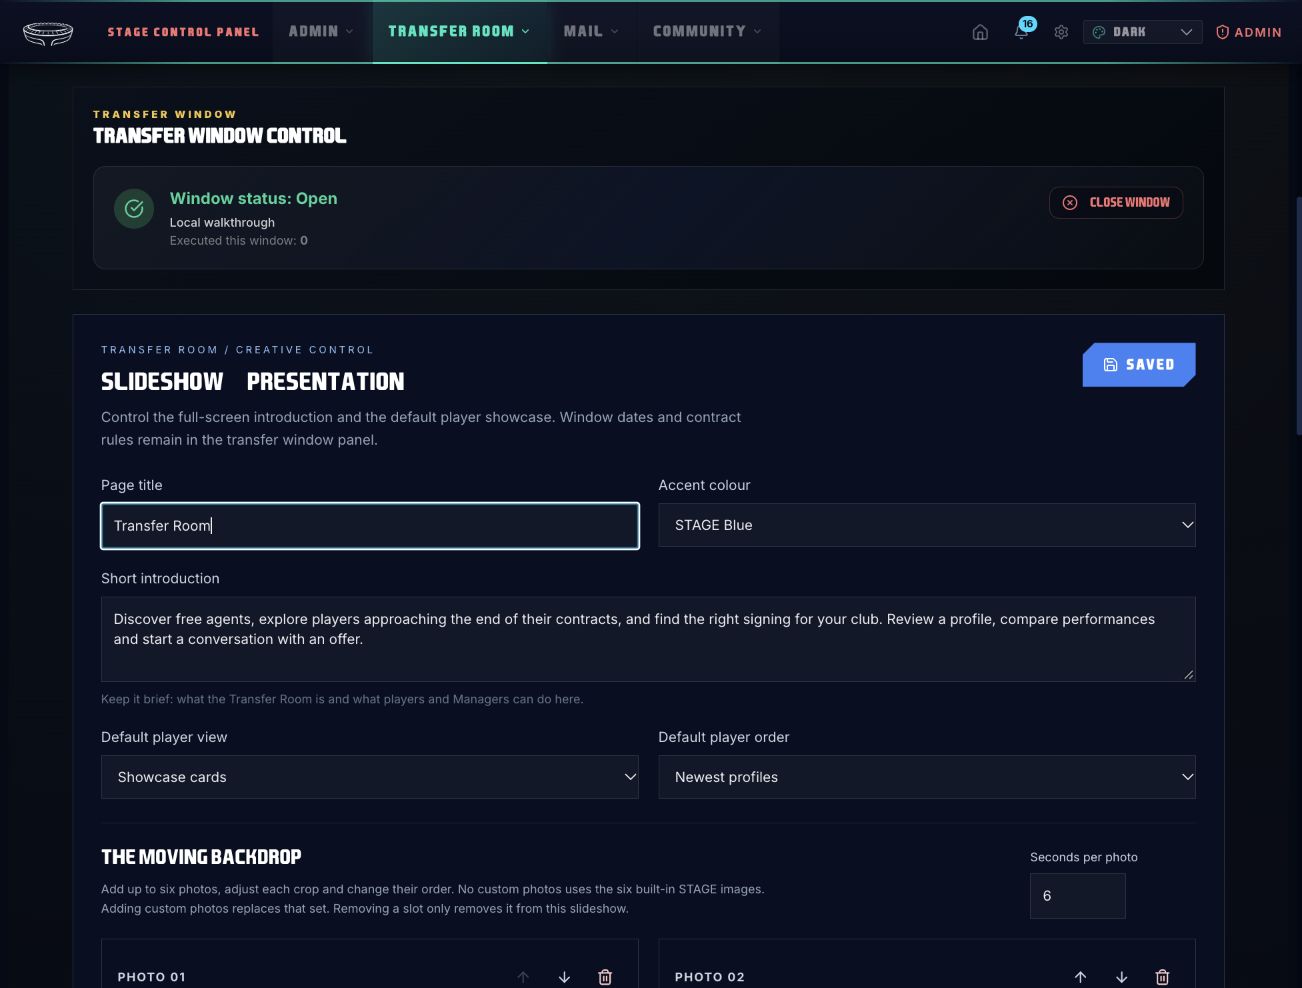 STAGE CONTROL PANEL
ADMIN
TRANSFER ROOM
MAIL
COMMUNITY
16
DARK
ADMIN
TRANSFER WINDOW
TRANSFER WINDOW CONTROL
Window status: Open
Local walkthrough
Executed this window: 0
CLOSE WINDOW
TRANSFER ROOM / CREATIVE CONTROL
SLIDESHOW PRESENTATION
SAVED
Control the full-screen introduction and the default player showcase. Window dates and contract
rules remain in the transfer window panel.
Page title
Accent colour
Transfer Room
STAGE Blue
Short introduction
Discover free agents, explore players approaching the end of their contracts, and find the right signing for your club. Review a profile, compare performances
and start a conversation with an offer.
Keep it brief: what the Transfer Room is and what players and Managers can do here.
Default player view
Default player order
Showcase cards
Newest profiles
THE MOVING BACKDROP
Seconds per photo
Add up to six photos, adjust each crop and change their order. No custom photos uses the six built-in STAGE images.
Adding custom photos replaces that set. Removing a slot only removes it from this slideshow.
6
PHOTO 01
PHOTO 02